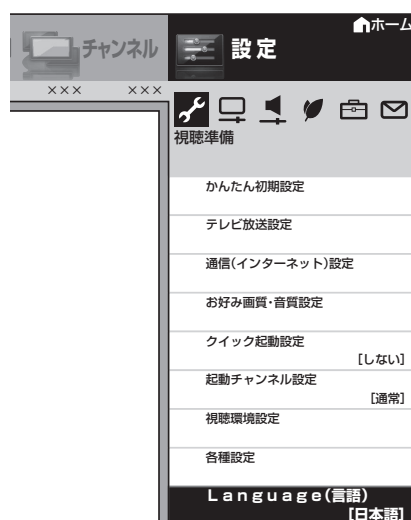 ホーム
チャンネル
設定
××× ×××
視聴準備
かんたん初期設定
テレビ放送設定
通信(インターネット)設定
お好み画質・音質設定
クイック起動設定
[しない]
起動チャンネル設定
[通常]
視聴環境設定
各種設定
Language(言語)
[日本語]